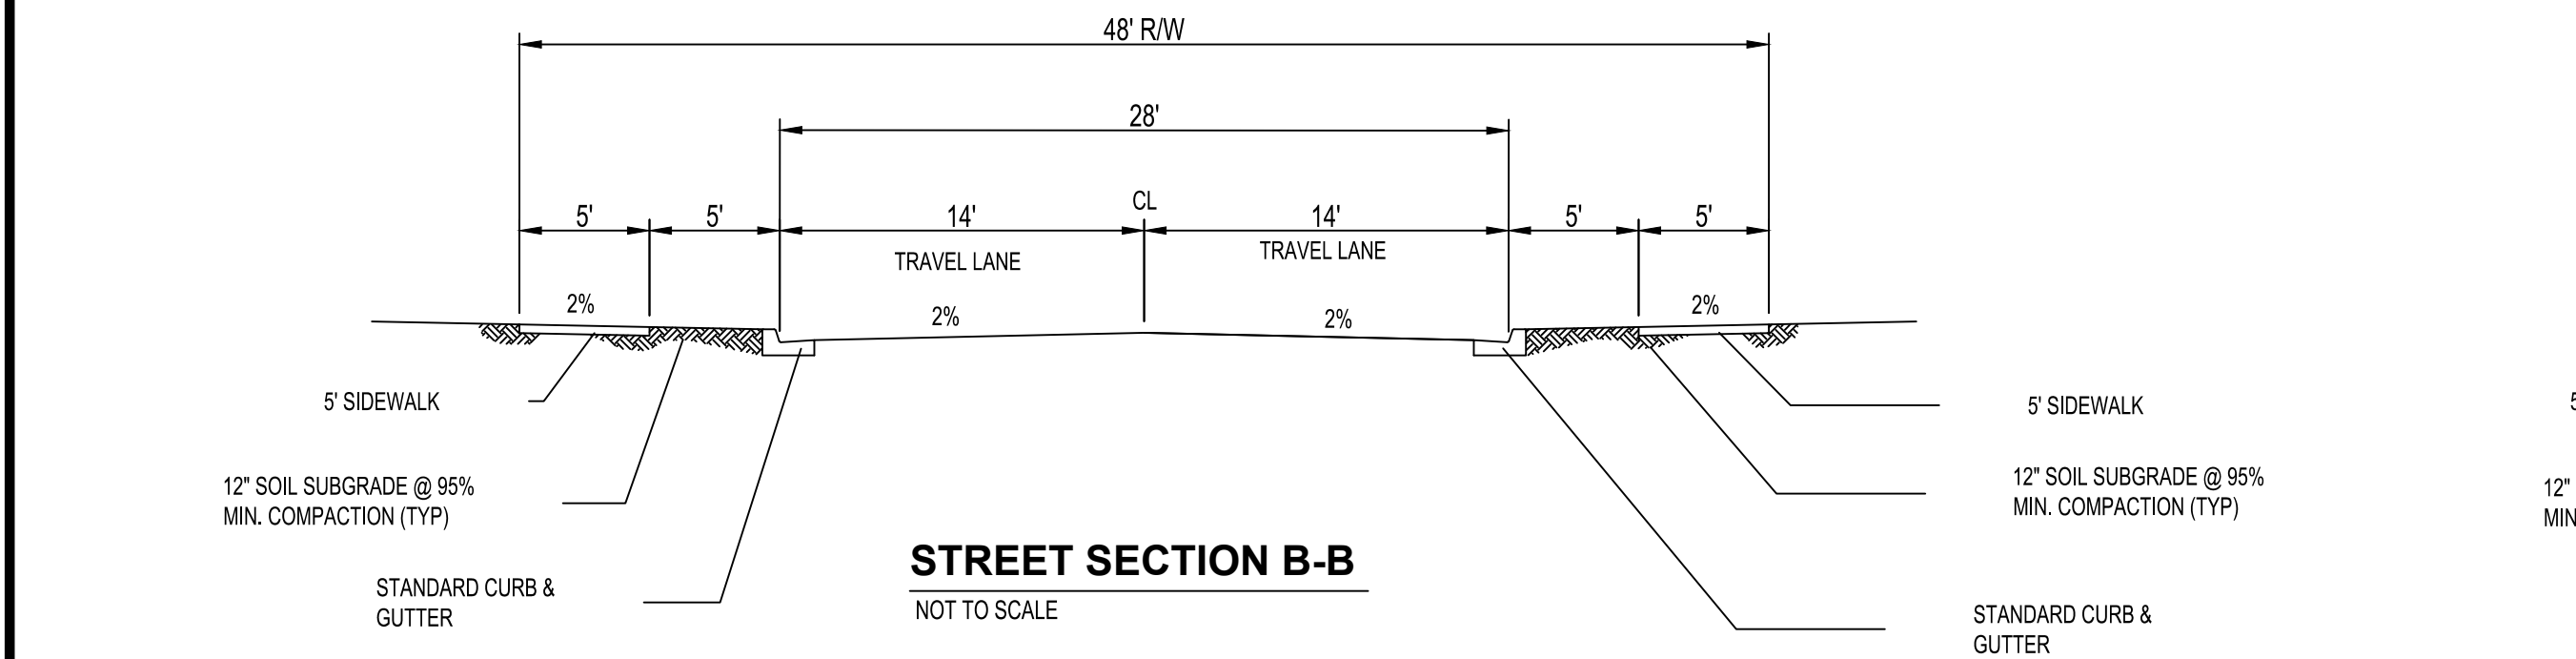 48' R/W
28'
CL
5' 5' 14' 14' 5' 5'
TRAVEL LANE TRAVEL LANE
2% 2% 2% 2%
5' SIDEWALK
12" SOIL SUBGRADE @ 95%
MIN. COMPACTION (TYP)
STANDARD CURB &
GUTTER
STREET SECTION B-B
NOT TO SCALE
5' SIDEWALK
12" SOIL SUBGRADE @ 95%
MIN. COMPACTION (TYP)
STANDARD CURB &
GUTTER
12"